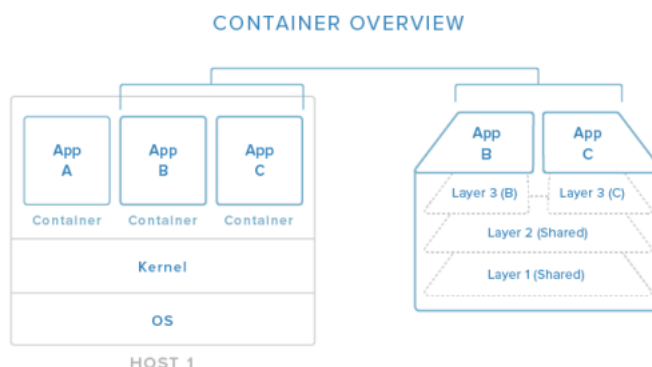 CONTAINER OVERVIEW
App
A
App
B
App
C
Container
Container
Container
Kernel
OS
HOST 1
App
B
App
C
Layer 3 (B)
Layer 3 (C)
Layer 2 (Shared)
Layer 1 (Shared)